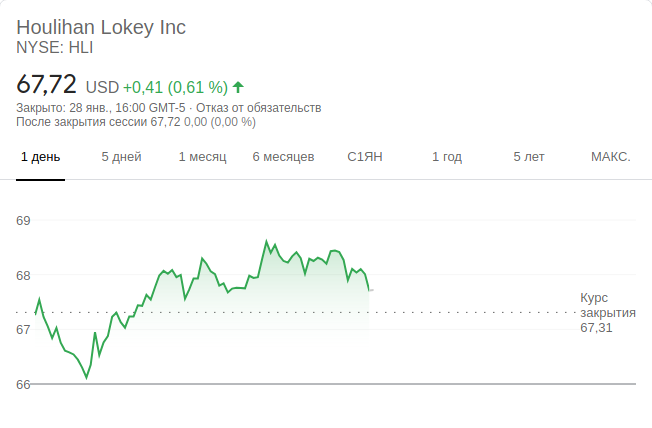 Houlihan Lokey Inc
NYSE: HLI
67,72 USD +0,41 (0,61 %)
Закрыто: 28 янв., 16:00 GMT-5 · Отказ от обязательств
После закрытия сессии 67,72 0,00 (0,00 %)
1 день 5 дней 1 месяц 6 месяцев С1ЯН 1 год 5 лет МАКС.
69
68
67
66
Курс
закрытия
67,31